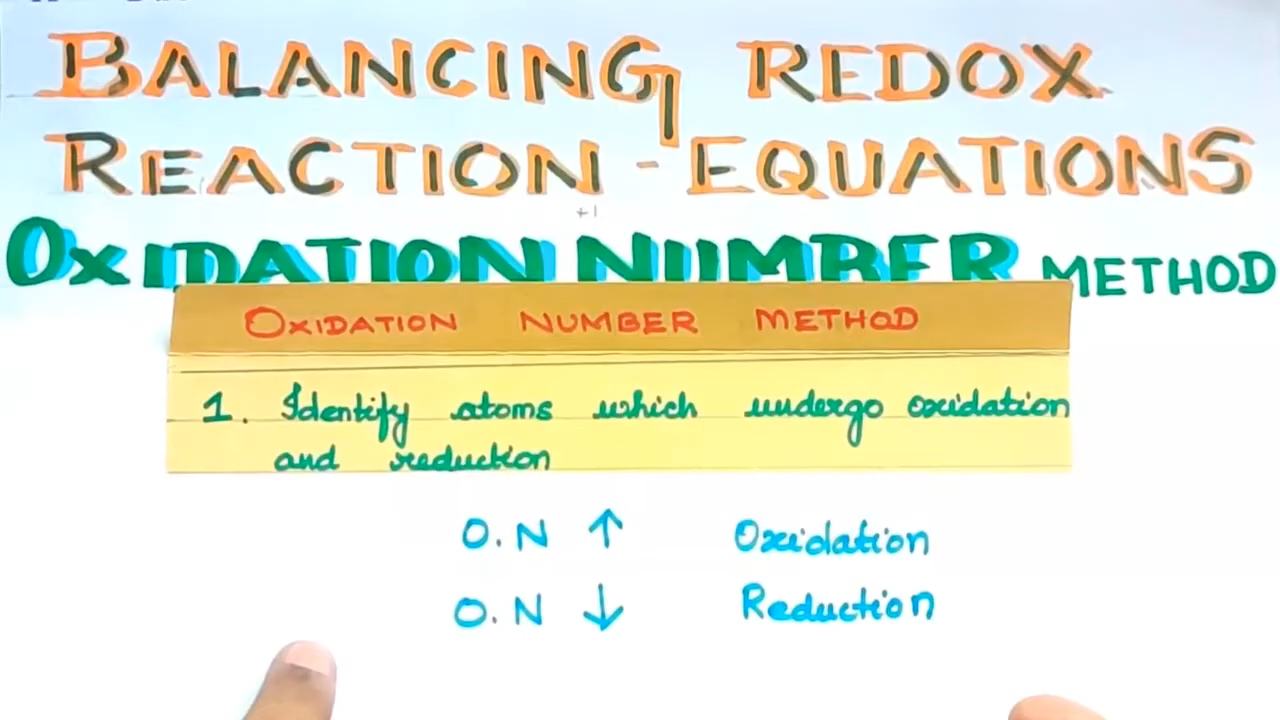 BALANCING REDOX
REACTION - EQUATIONS
+1
OXIDATION NUMBER METHOD
OXIDATION NUMBER METHOD
1. Identify atoms which undergo oxidation
and reduction
O.N ↑ Oxidation
O.N ↓ Reduction